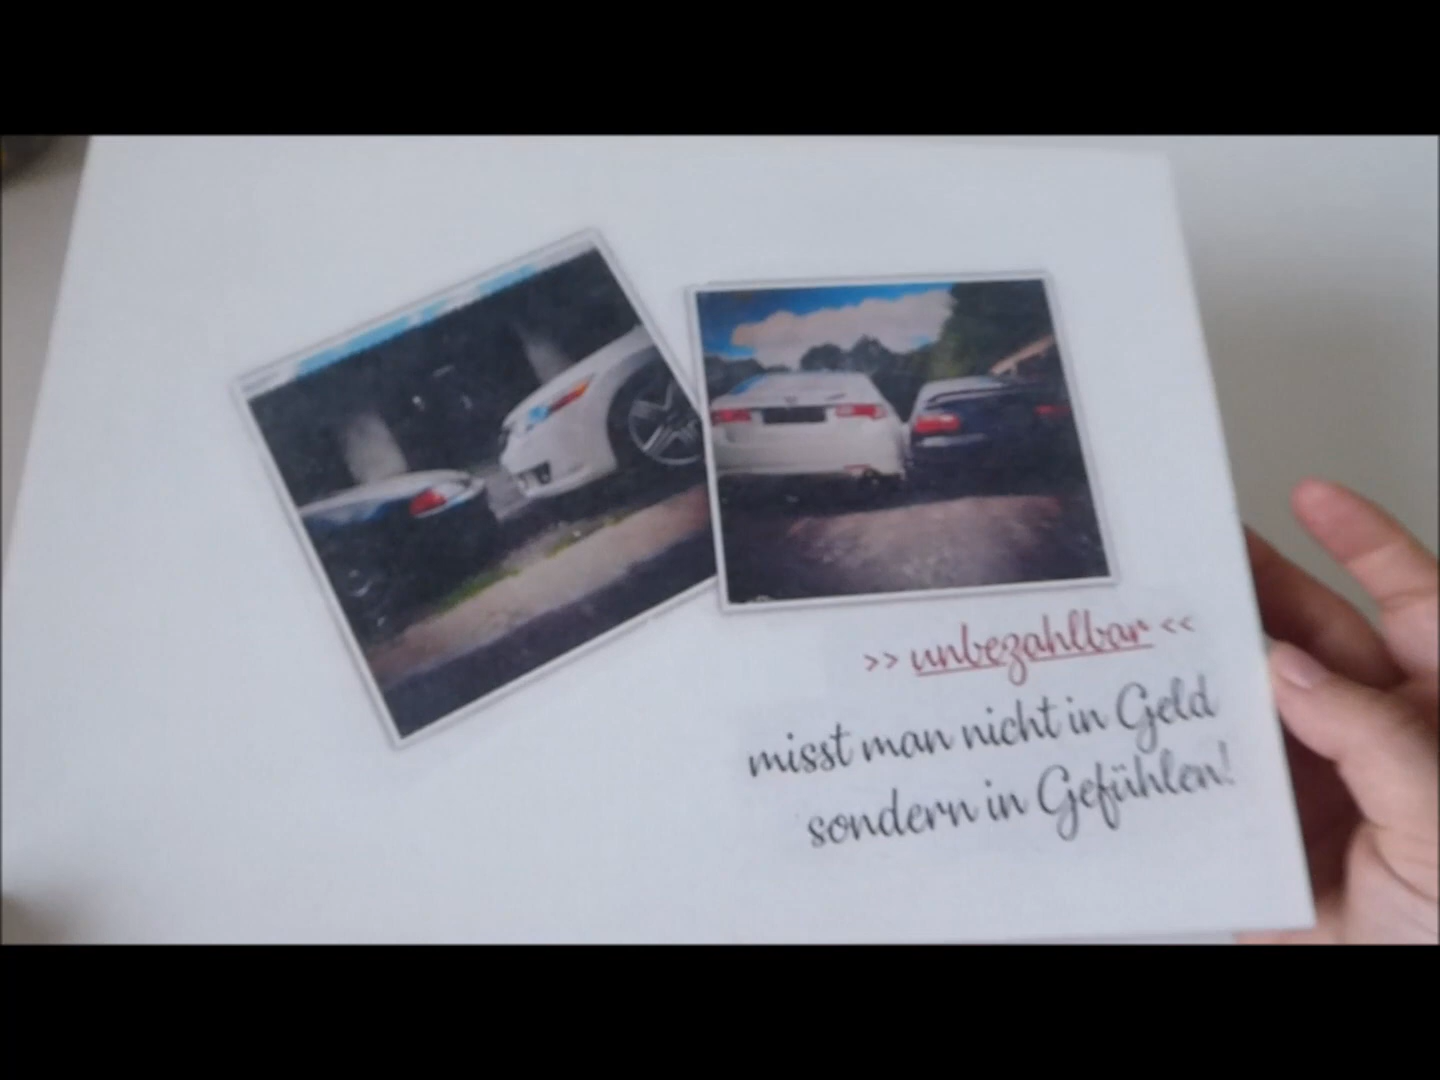 >> unbezahlbar <<
misst man nicht in Geld
sondern in Gefühlen!